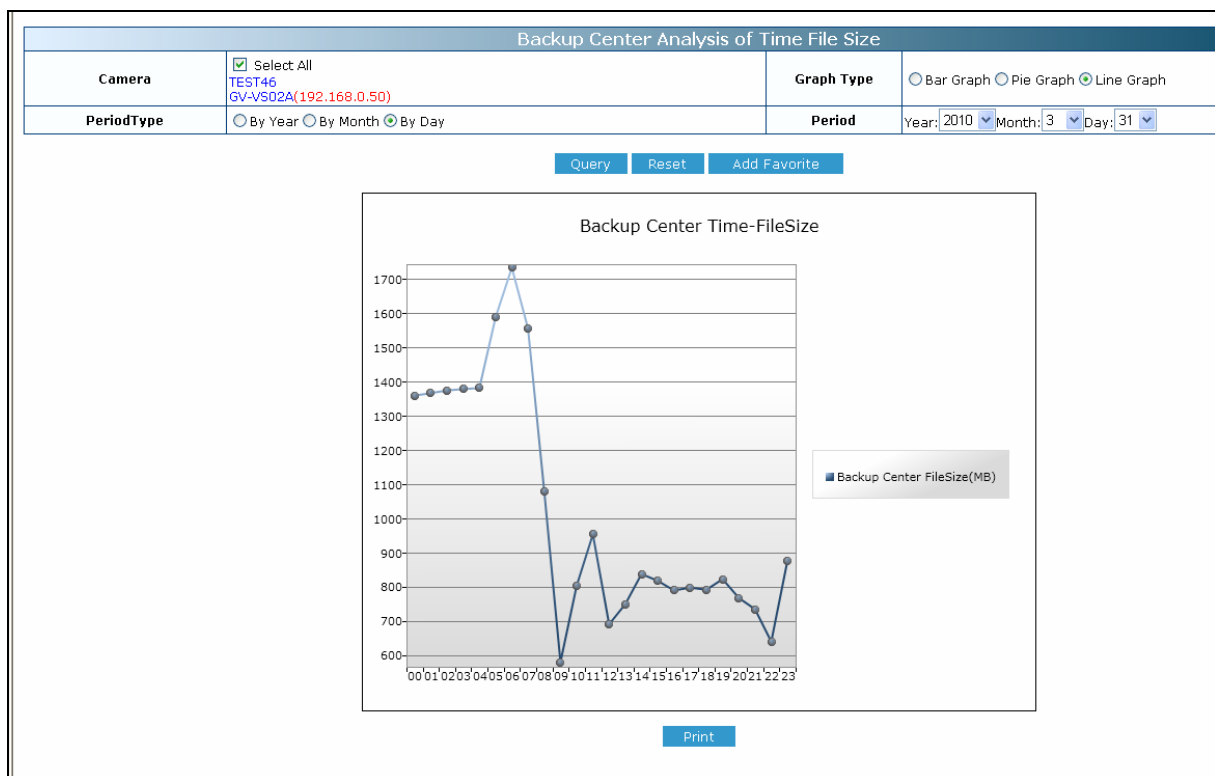 Backup Center Analysis of Time File Size
Camera
Select All
TEST46
GV-VS02A(192.168.0.50)
Graph Type
Bar Graph Pie Graph Line Graph
PeriodType
By Year By Month By Day
Period
Year: 2010 Month: 3 Day: 31
Query Reset Add Favorite
Backup Center Time-FileSize
1700
1600
1500
1400
1300
1200
1100
1000
900
800
700
600
00 01 02 03 04 05 06 07 08 09 10 11 12 13 14 15 16 17 18 19 20 21 22 23
Backup Center FileSize(MB)
Print